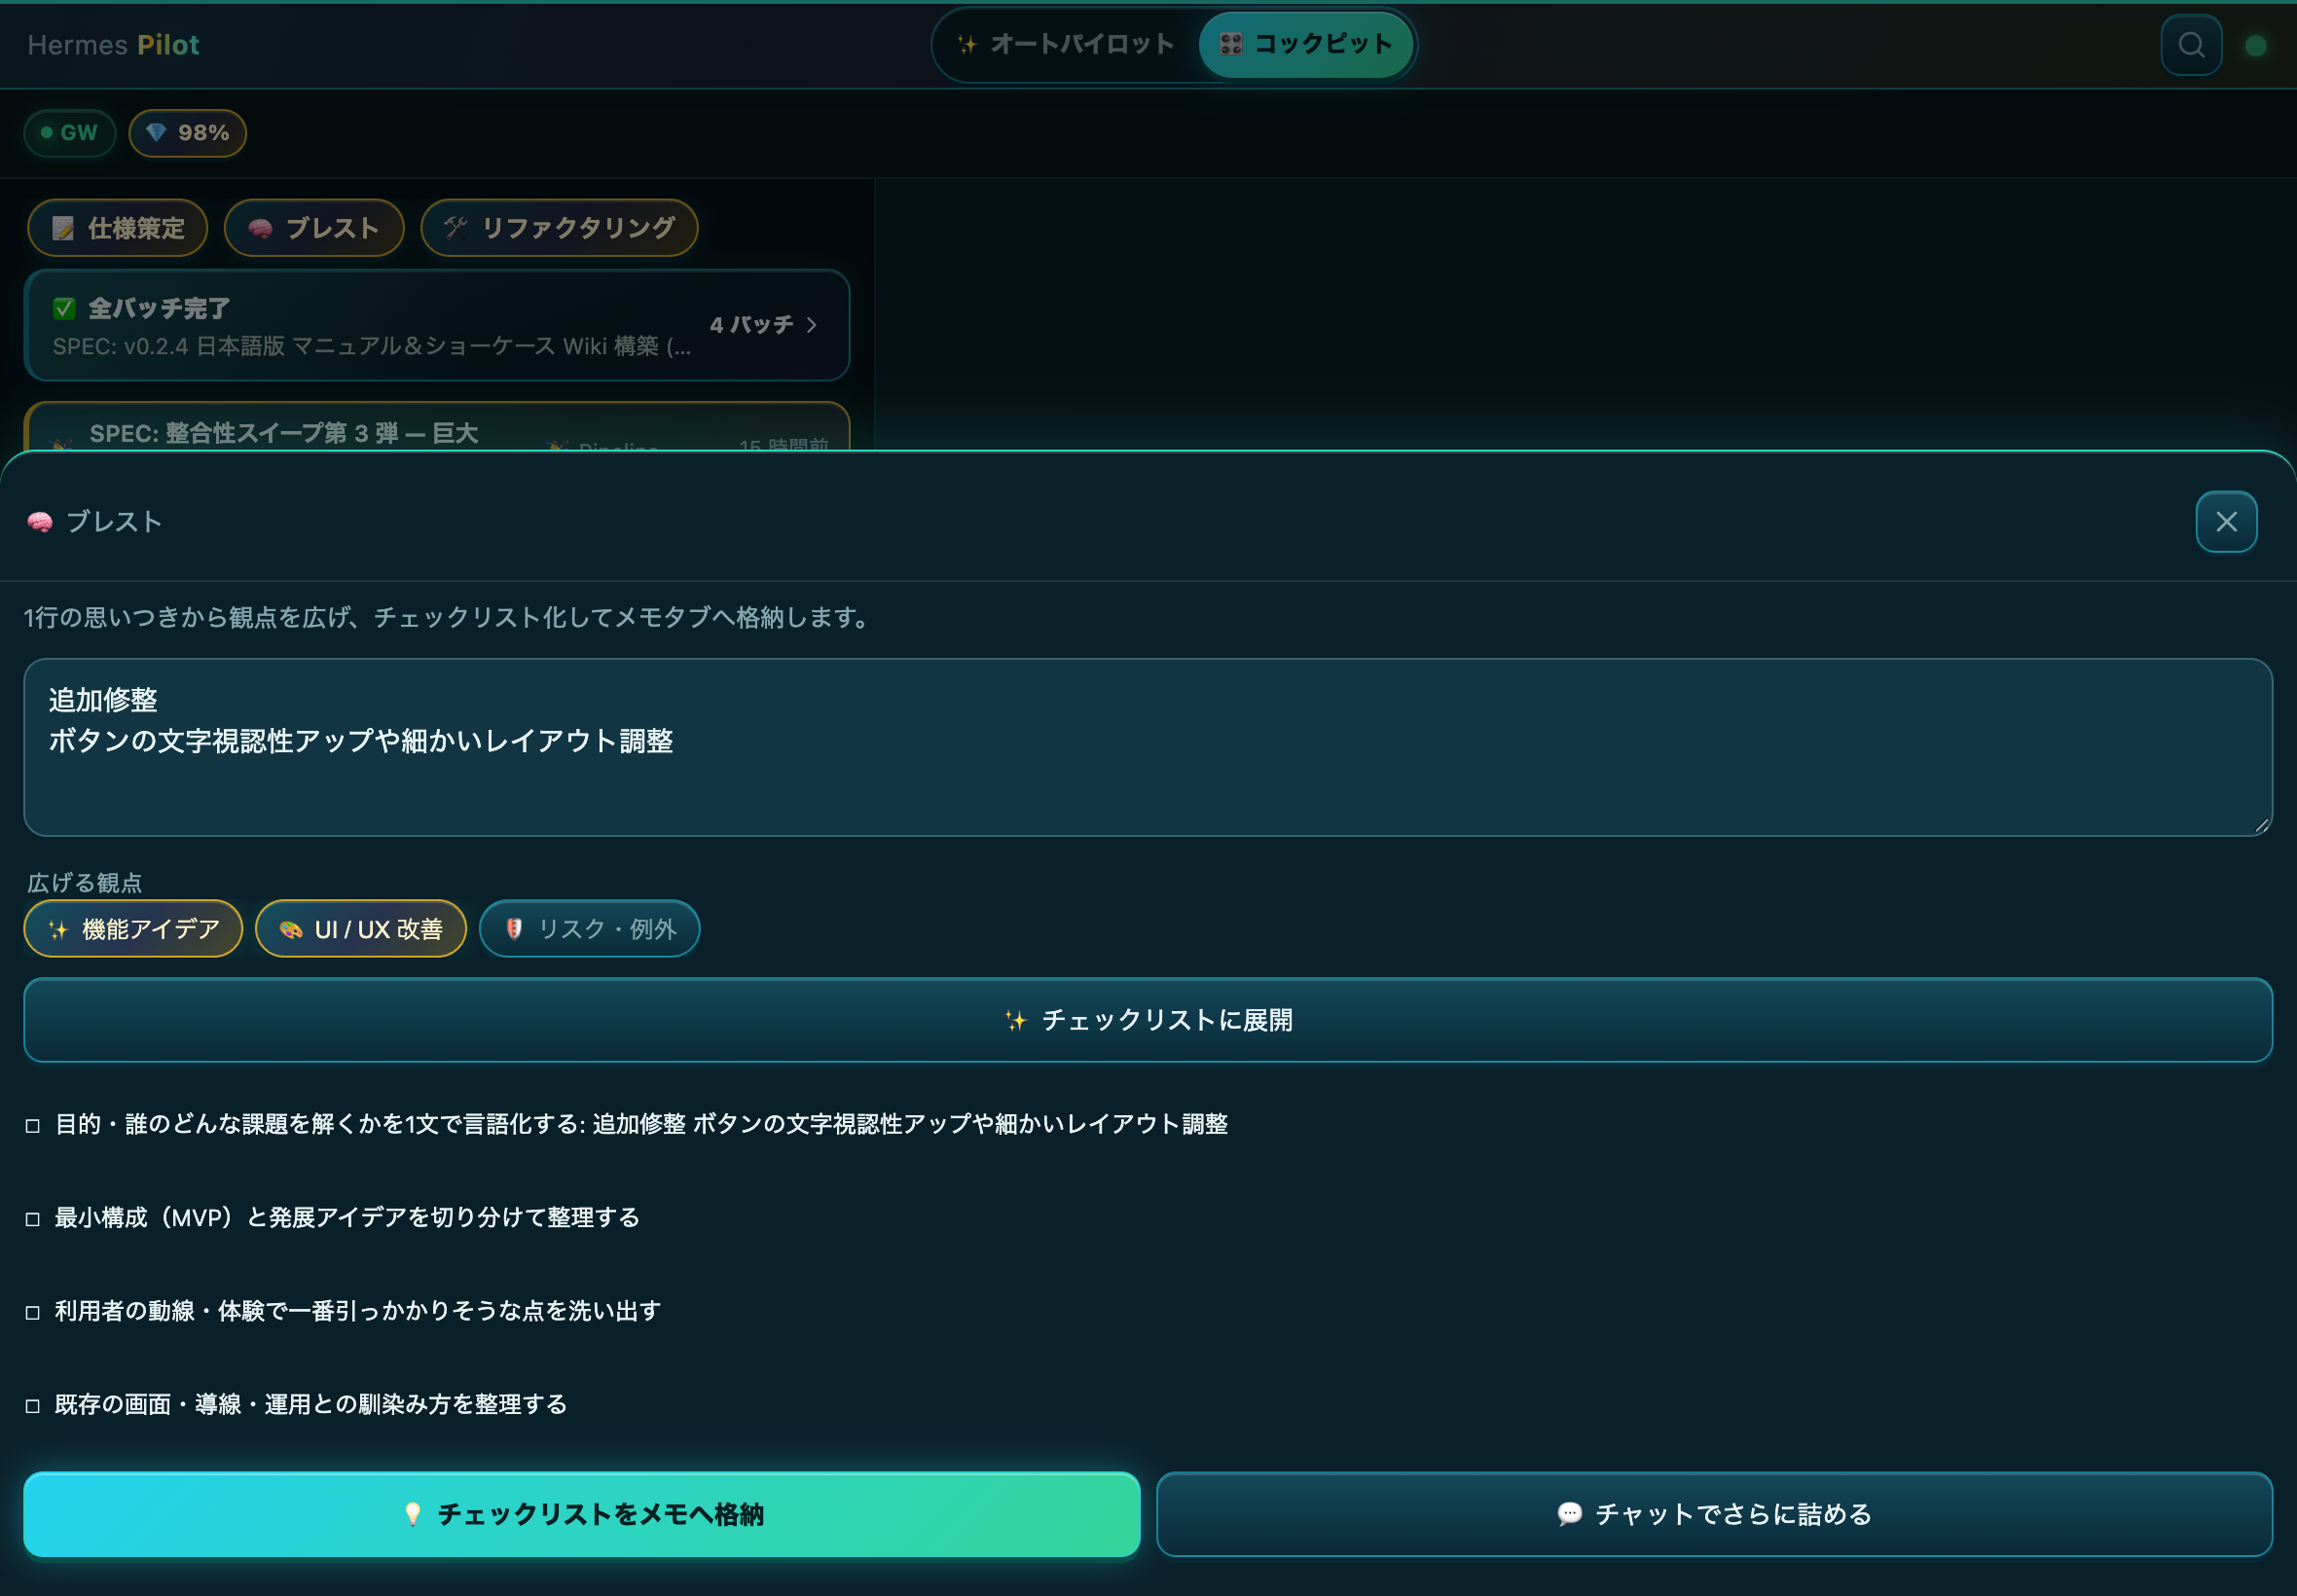 Hermes Pilot
✨ オートパイロット
🎛️ コックピット
GW
💎 98%
📝 仕様策定
🧠 ブレスト
🛠️ リファクタリング
✅ 全バッチ完了
SPEC: v0.2.4 日本語版 マニュアル＆ショーケース Wiki 構築 (...
4 バッチ
SPEC: 整合性スイープ第 3 弾 — 巨大
🎉 Pipeline
15 時間前
🧠 ブレスト
1行の思いつきから観点を広げ、チェックリスト化してメモタブへ格納します。
追加修整
ボタンの文字視認性アップや細かいレイアウト調整
広げる観点
✨ 機能アイデア
🎨 UI / UX 改善
🛡️ リスク・例外
✨ チェックリストに展開
☐ 目的・誰のどんな課題を解くかを1文で言語化する: 追加修整 ボタンの文字視認性アップや細かいレイアウト調整
☐ 最小構成（MVP）と発展アイデアを切り分けて整理する
☐ 利用者の動線・体験で一番引っかかりそうな点を洗い出す
☐ 既存の画面・導線・運用との馴染み方を整理する
💡 チェックリストをメモへ格納
💬 チャットでさらに詰める